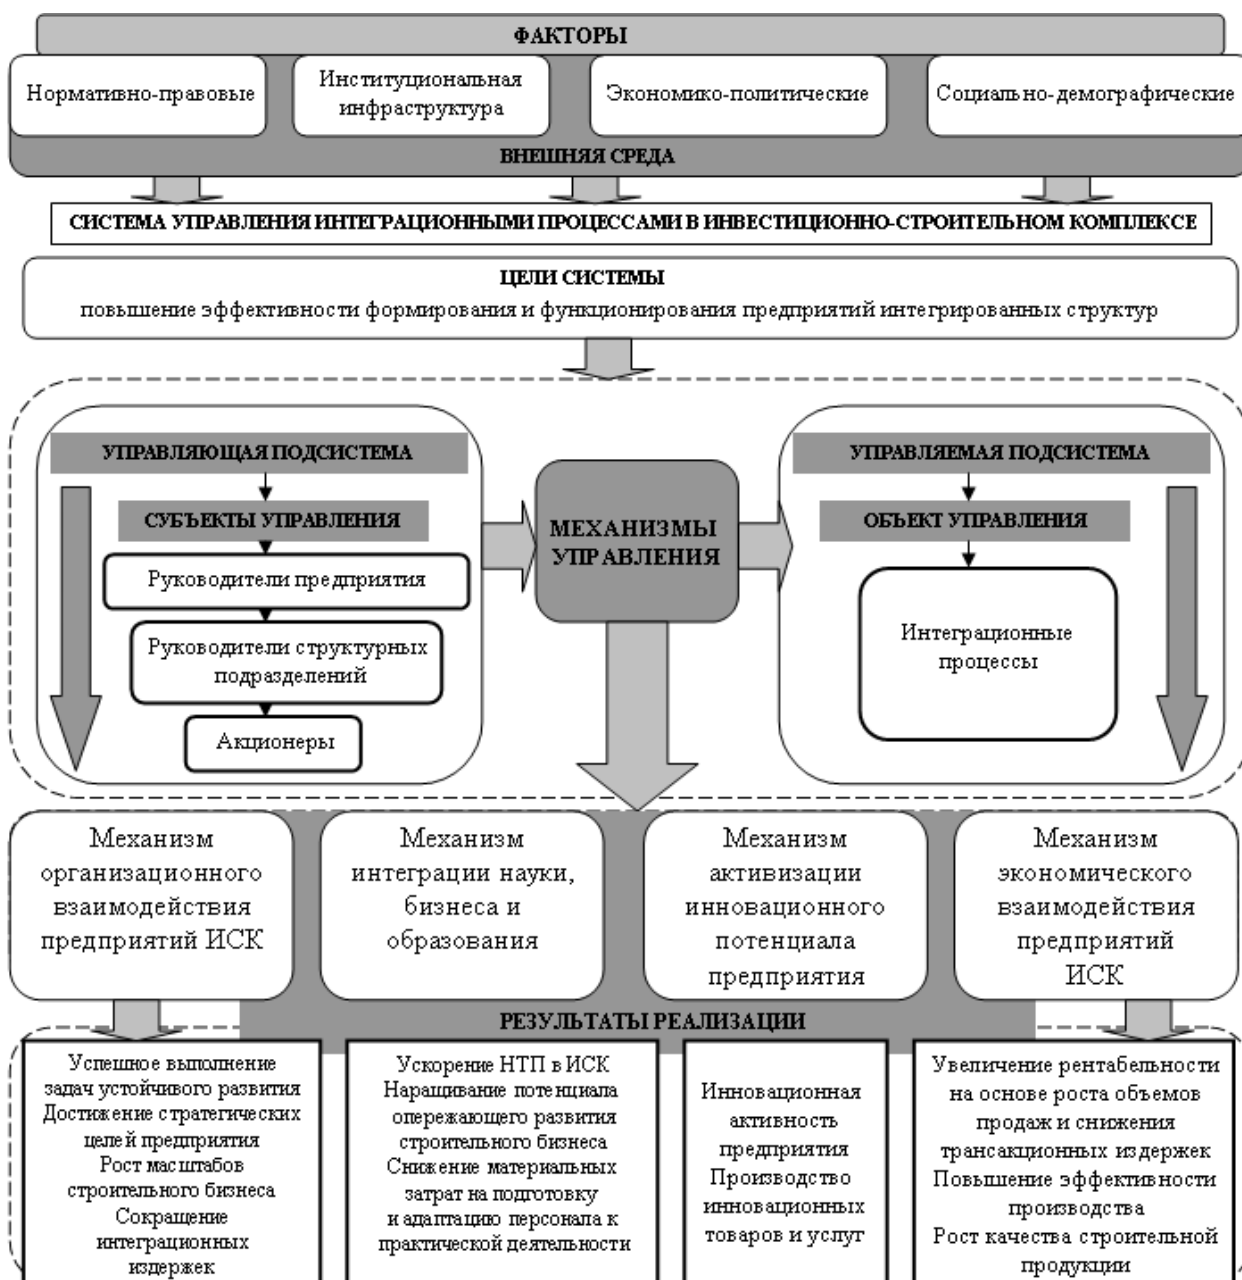 ФАКТОРЫ
Нормативно-правовые
Институциональная
инфраструктура
Экономико-политические
Социально-демографические
ВНЕШНЯЯ СРЕДА
СИСТЕМА УПРАВЛЕНИЯ ИНТЕГРАЦИОННЫМИ ПРОЦЕССАМИ В ИНВЕСТИЦИОННО-СТРОИТЕЛЬНОМ КОМПЛЕКСЕ
ЦЕЛИ СИСТЕМЫ
повышение эффективности формирования и функционирования предприятий интегрированных структур
УПРАВЛЯЮЩАЯ ПОДСИСТЕМА
СУБЪЕКТЫ УПРАВЛЕНИЯ
Руководители предприятия
Руководители структурных
подразделений
Акционеры
МЕХАНИЗМЫ
УПРАВЛЕНИЯ
УПРАВЛЯЕМАЯ ПОДСИСТЕМА
ОБЪЕКТ УПРАВЛЕНИЯ
Интеграционные
процессы
Механизм
организационного
взаимодействия
предприятий ИСК
Механизм
интеграции науки,
бизнеса и
образования
Механизм
активизации
инновационного
потенциала
предприятия
Механизм
экономического
взаимодействия
предприятий
ИСК
РЕЗУЛЬТАТЫ РЕАЛИЗАЦИИ
Успешное выполнение
задач устойчивого развития
Достижение стратегических
целей предприятия
Рост масштабов
строительного бизнеса
Сокращение
интеграционных
издержек
Ускорение НТП в ИСК
Наращивание потенциала
опережающего развития
строительного бизнеса
Снижение материальных
затрат на подготовку
и адаптацию персонала к
практической деятельности
Инновационная
активность
предприятия
Производство
инновационных
товаров и услуг
Увеличение рентабельности
на основе роста объемов
продаж и снижения
трансакционных издержек
Повышение эффективности
производства
Рост качества строительной
продукции